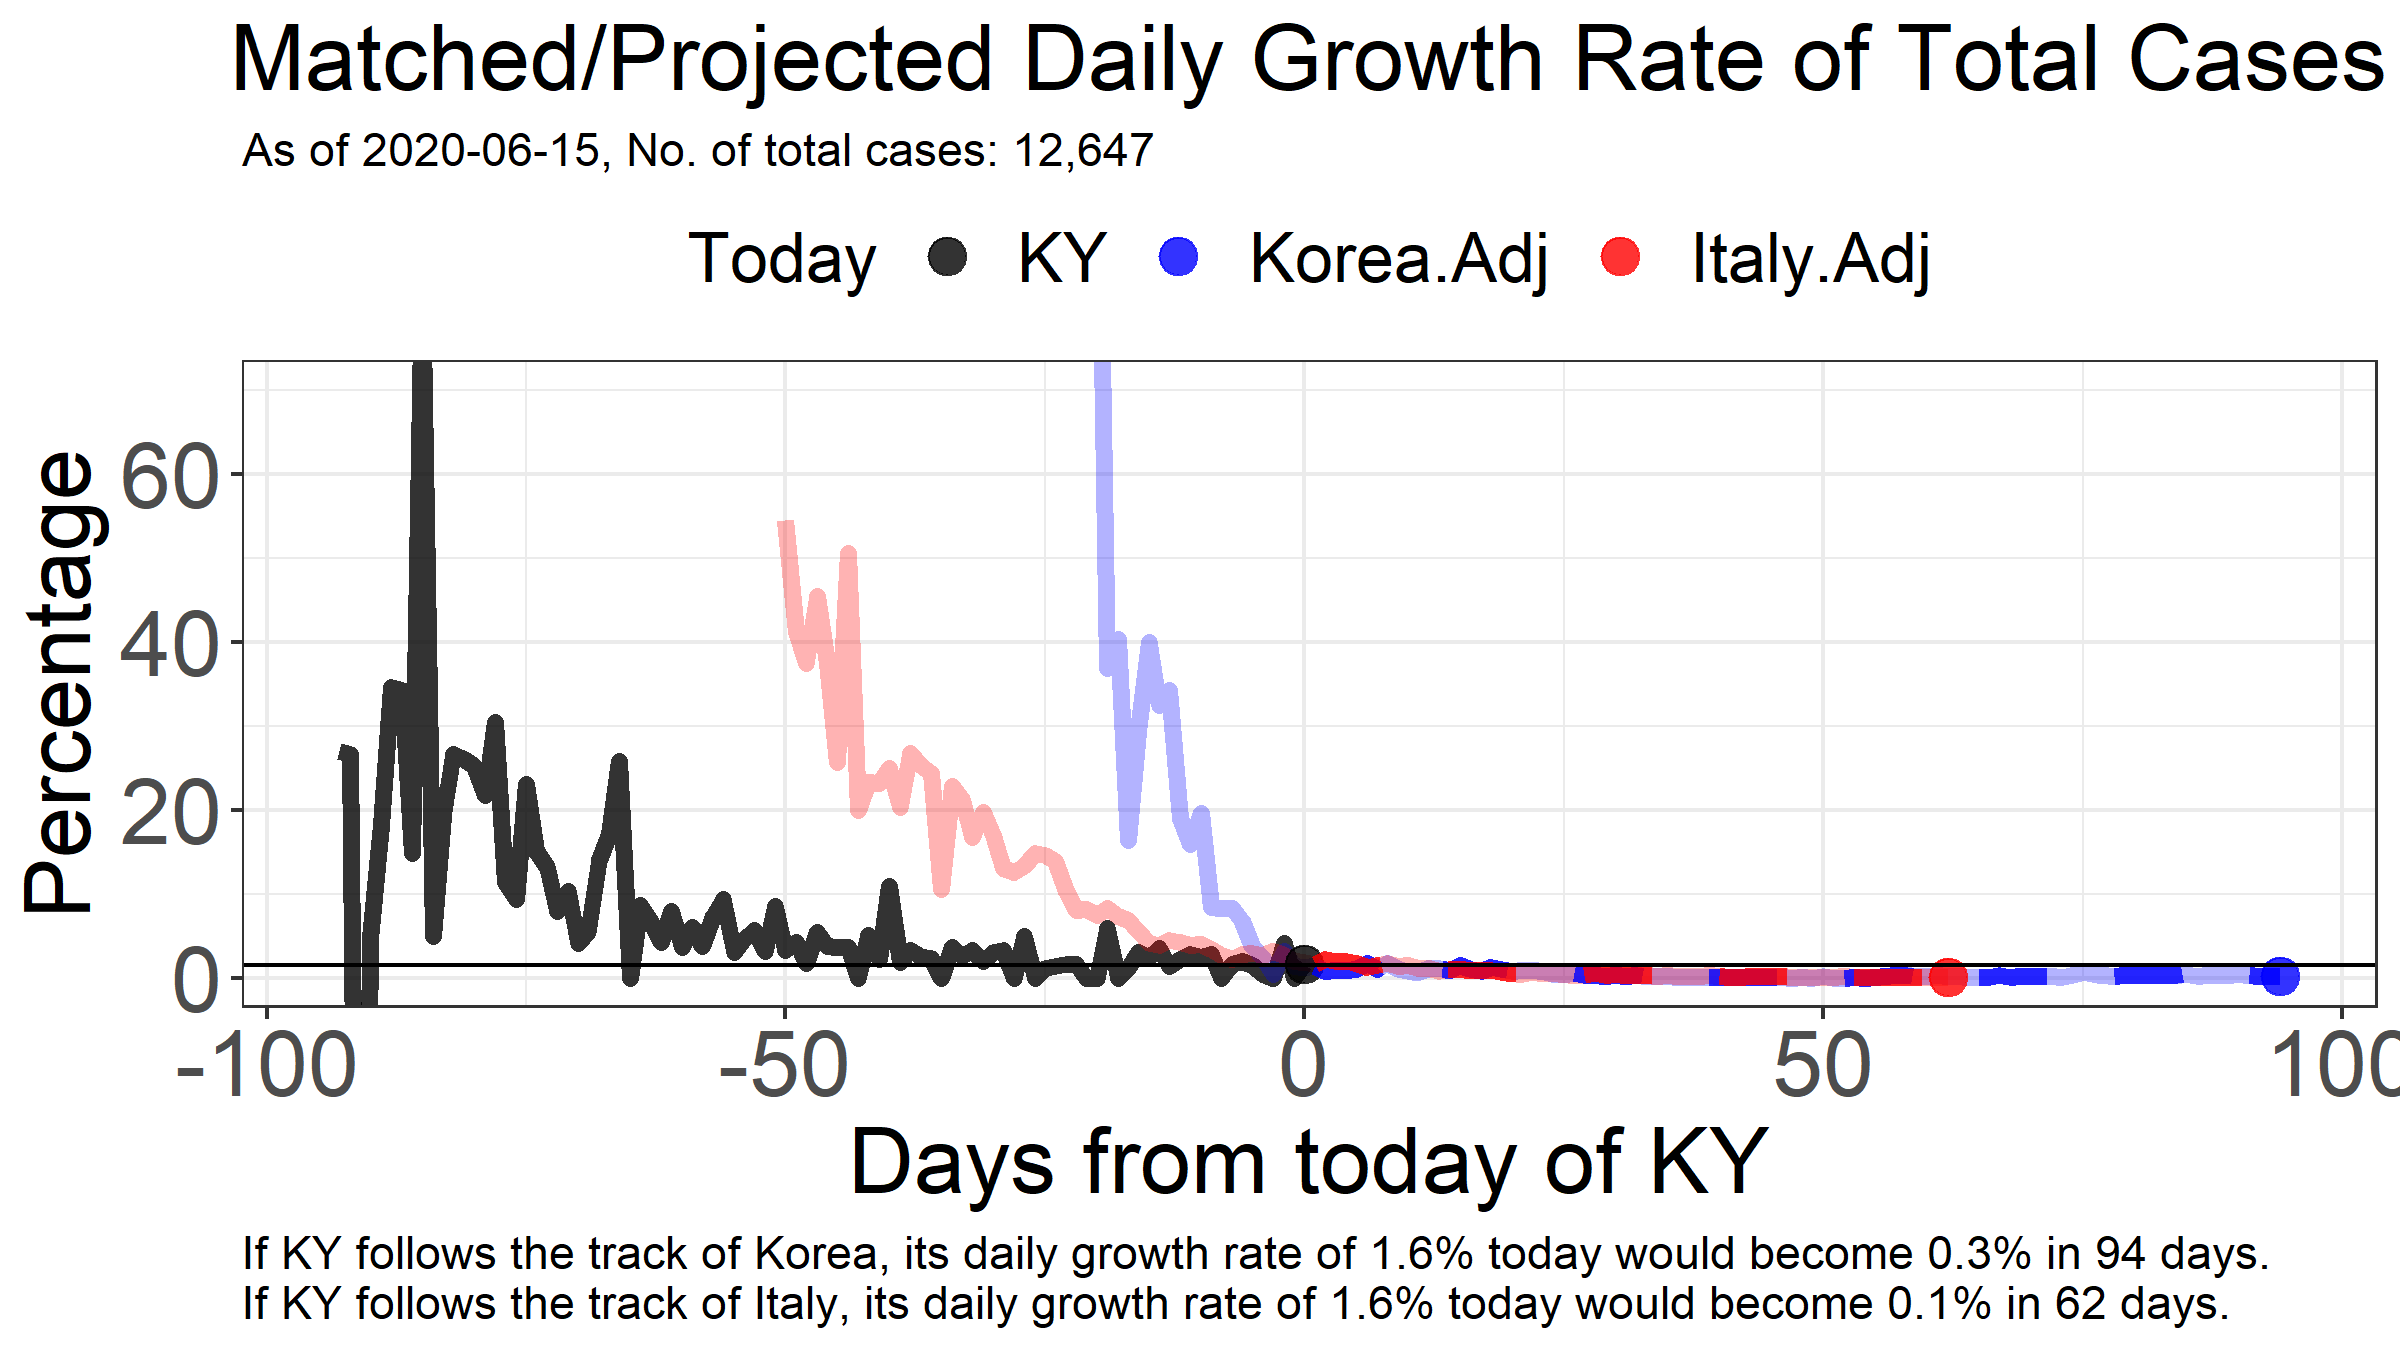 Matched/Projected Daily Growth Rate of Total Cases
As of 2020-06-15, No. of total cases: 12,647
Today KY Korea.Adj Italy.Adj
Percentage
60
40
20
0
-100 -50 0 50 100
Days from today of KY
If KY follows the track of Korea, its daily growth rate of 1.6% today would become 0.3% in 94 days.
If KY follows the track of Italy, its daily growth rate of 1.6% today would become 0.1% in 62 days.